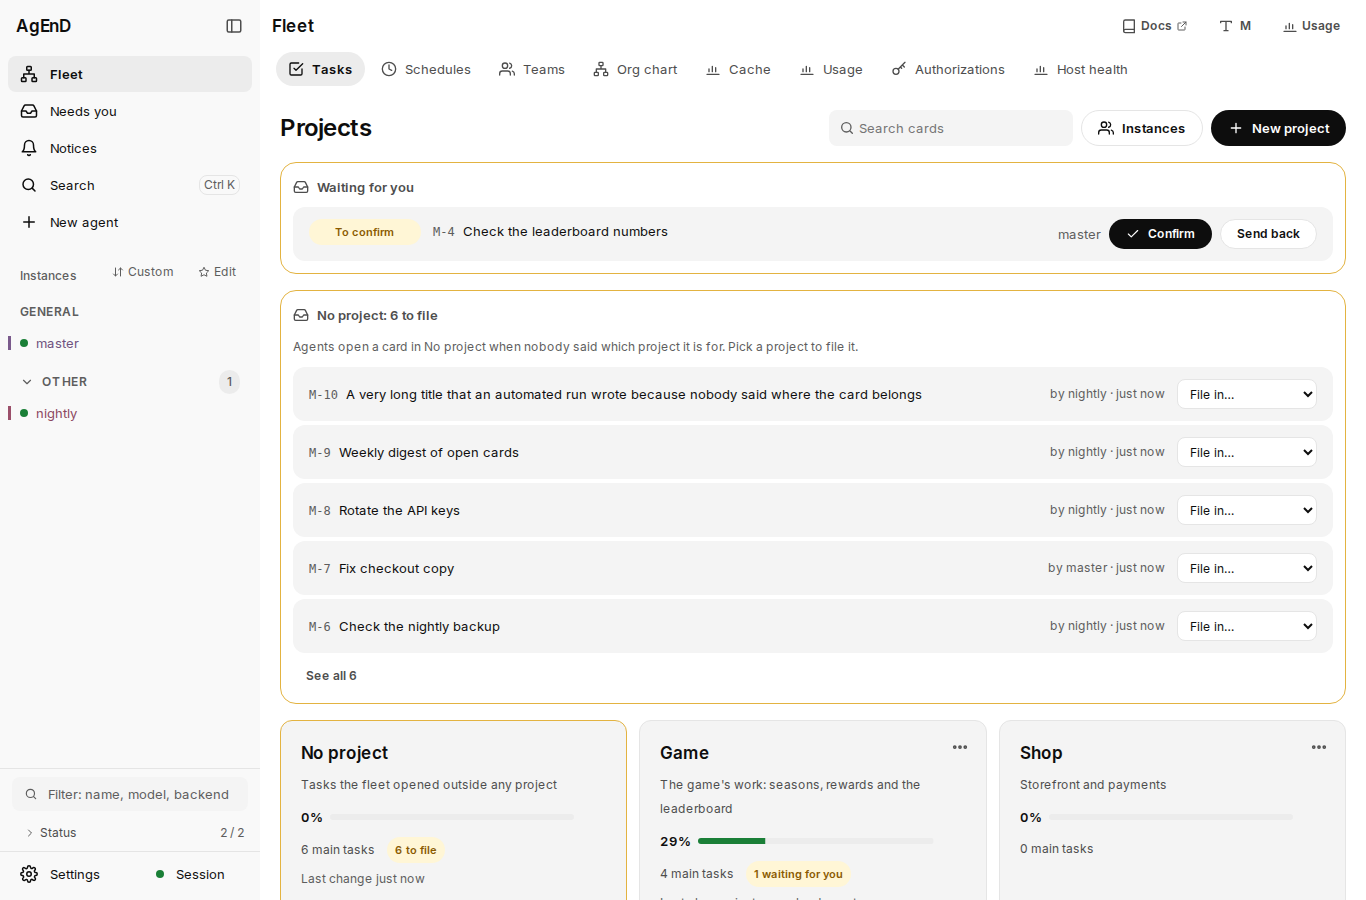 AgEnD
Fleet
Needs you
Notices
Search
Ctrl K
New agent
Instances
Custom
Edit
GENERAL
master
OTHER
1
nightly
Filter: name, model, backend
Status
2 / 2
Settings
Session
Fleet
Docs
M
Usage
Tasks
Schedules
Teams
Org chart
Cache
Usage
Authorizations
Host health
Projects
Search cards
Instances
New project
Waiting for you
To confirm
M-4 Check the leaderboard numbers
master
Confirm
Send back
No project: 6 to file
Agents open a card in No project when nobody said which project it is for. Pick a project to file it.
M-10 A very long title that an automated run wrote because nobody said where the card belongs
by nightly · just now
File in...
M-9 Weekly digest of open cards
by nightly · just now
File in...
M-8 Rotate the API keys
by nightly · just now
File in...
M-7 Fix checkout copy
by master · just now
File in...
M-6 Check the nightly backup
by nightly · just now
File in...
See all 6
No project
Tasks the fleet opened outside any project
0%
6 main tasks
6 to file
Last change just now
Game
The game's work: seasons, rewards and the
leaderboard
29%
4 main tasks
1 waiting for you
Shop
Storefront and payments
0%
0 main tasks